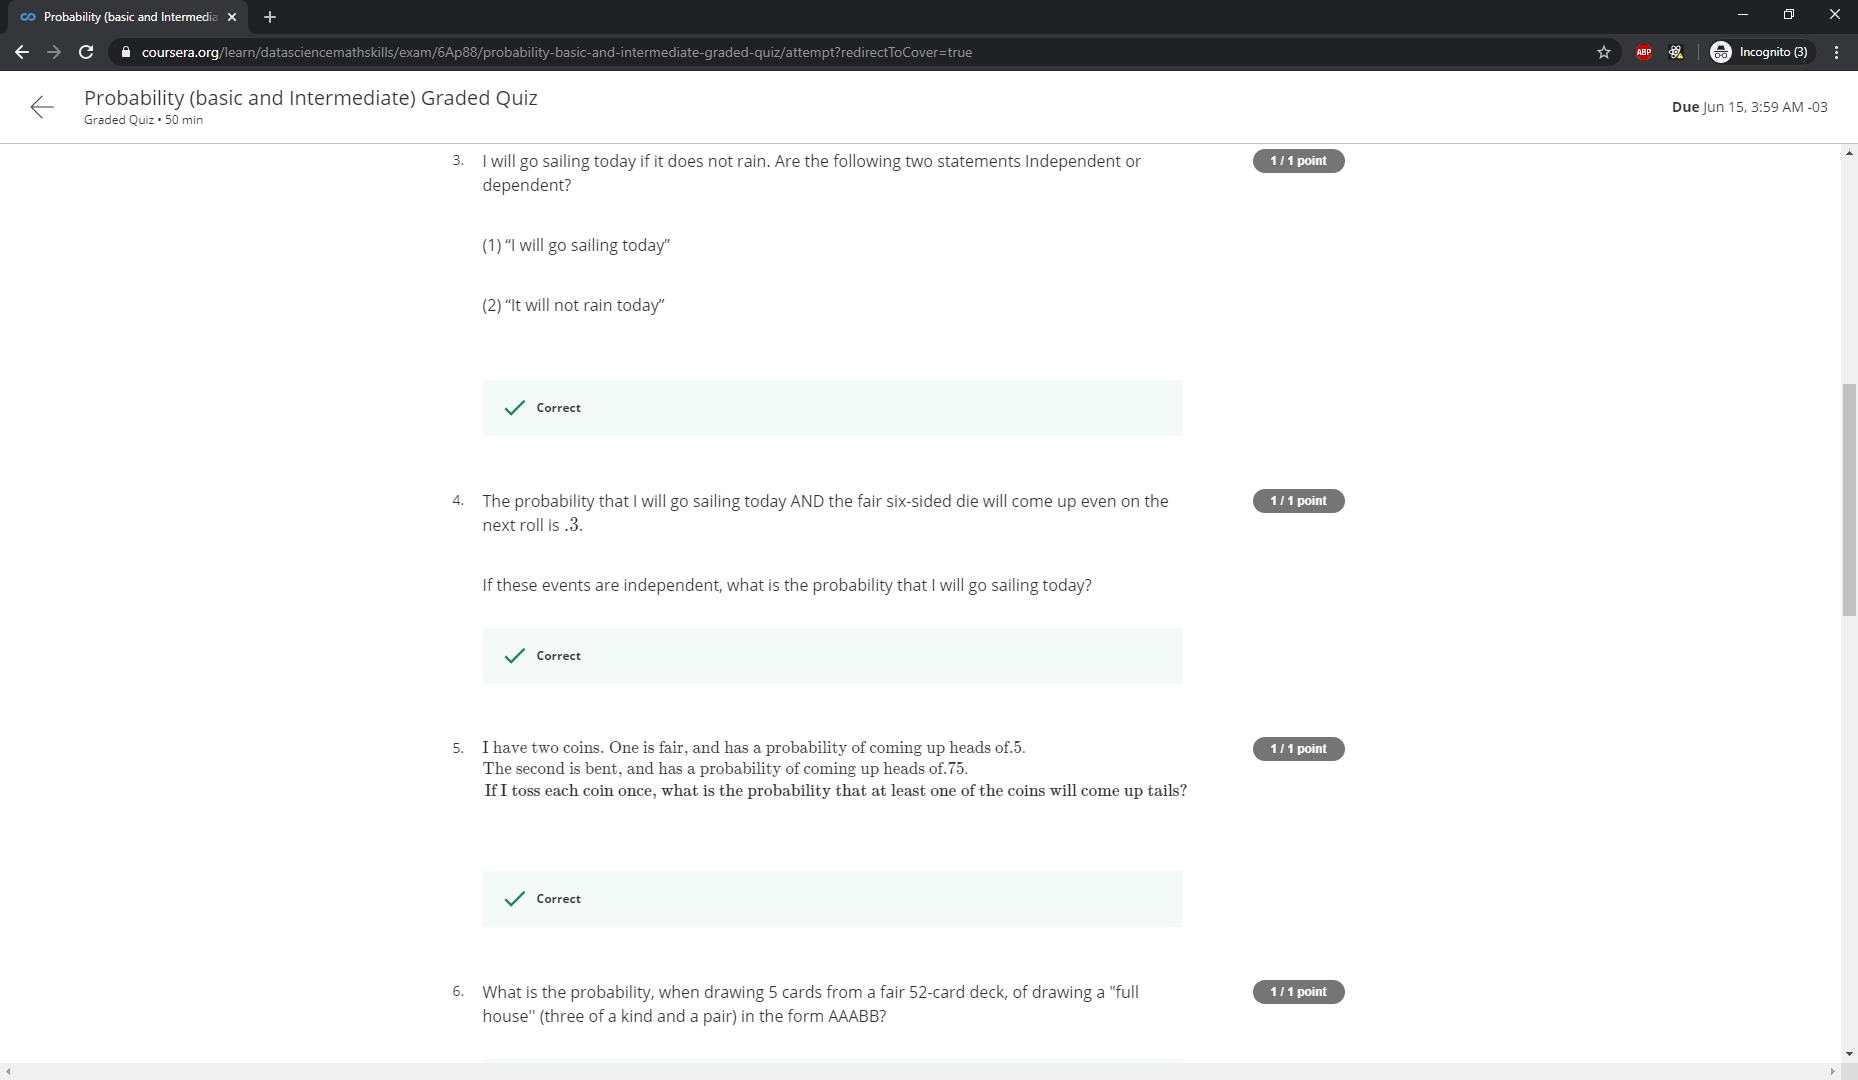 Probability (basic and Intermedia
coursera.org/learn/datasciencemathskills/exam/6Ap88/probability-basic-and-intermediate-graded-quiz/attempt?redirectToCover=true
ABP
Incognito (3)
Probability (basic and Intermediate) Graded Quiz
Graded Quiz • 50 min
Due Jun 15, 3:59 AM -03
3. I will go sailing today if it does not rain. Are the following two statements Independent or
1 / 1 point
dependent?
(1) “I will go sailing today”
(2) “It will not rain today”
Correct
4. The probability that I will go sailing today AND the fair six-sided die will come up even on the
1 / 1 point
next roll is .3.
If these events are independent, what is the probability that I will go sailing today?
Correct
5. I have two coins. One is fair, and has a probability of coming up heads of.5.
1 / 1 point
The second is bent, and has a probability of coming up heads of.75.
If I toss each coin once, what is the probability that at least one of the coins will come up tails?
Correct
6. What is the probability, when drawing 5 cards from a fair 52-card deck, of drawing a "full
1 / 1 point
house" (three of a kind and a pair) in the form AAABB?